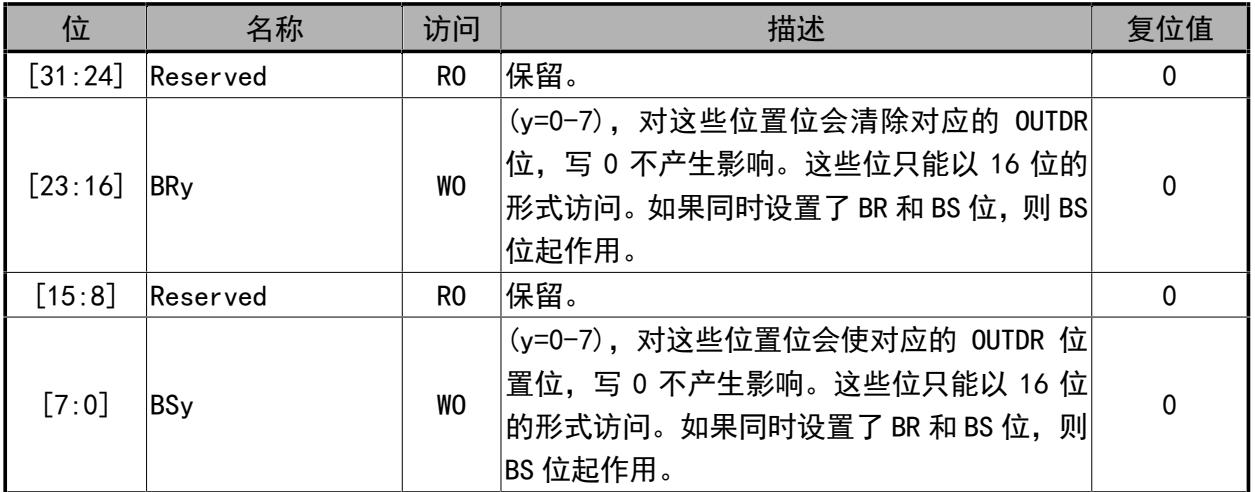 位 名称 访问 描述 复位值
[31:24] Reserved RO 保留。 0
(y=0-7)，对这些位置位会清除对应的 OUTDR
位，写 0 不产生影响。这些位只能以 16 位的
[23:16] BRy WO 0
形式访问。如果同时设置了 BR 和 BS 位，则 BS
位起作用。
[15:8] Reserved RO 保留。 0
(y=0-7)，对这些位置位会使对应的 OUTDR 位
置位，写 0 不产生影响。这些位只能以 16 位
[7:0] BSy WO 0
的形式访问。如果同时设置了 BR 和 BS 位，则
BS 位起作用。